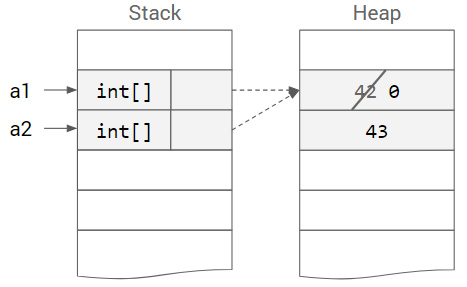 Stack Heap
a1 int[] 42 0
a2 int[] 43